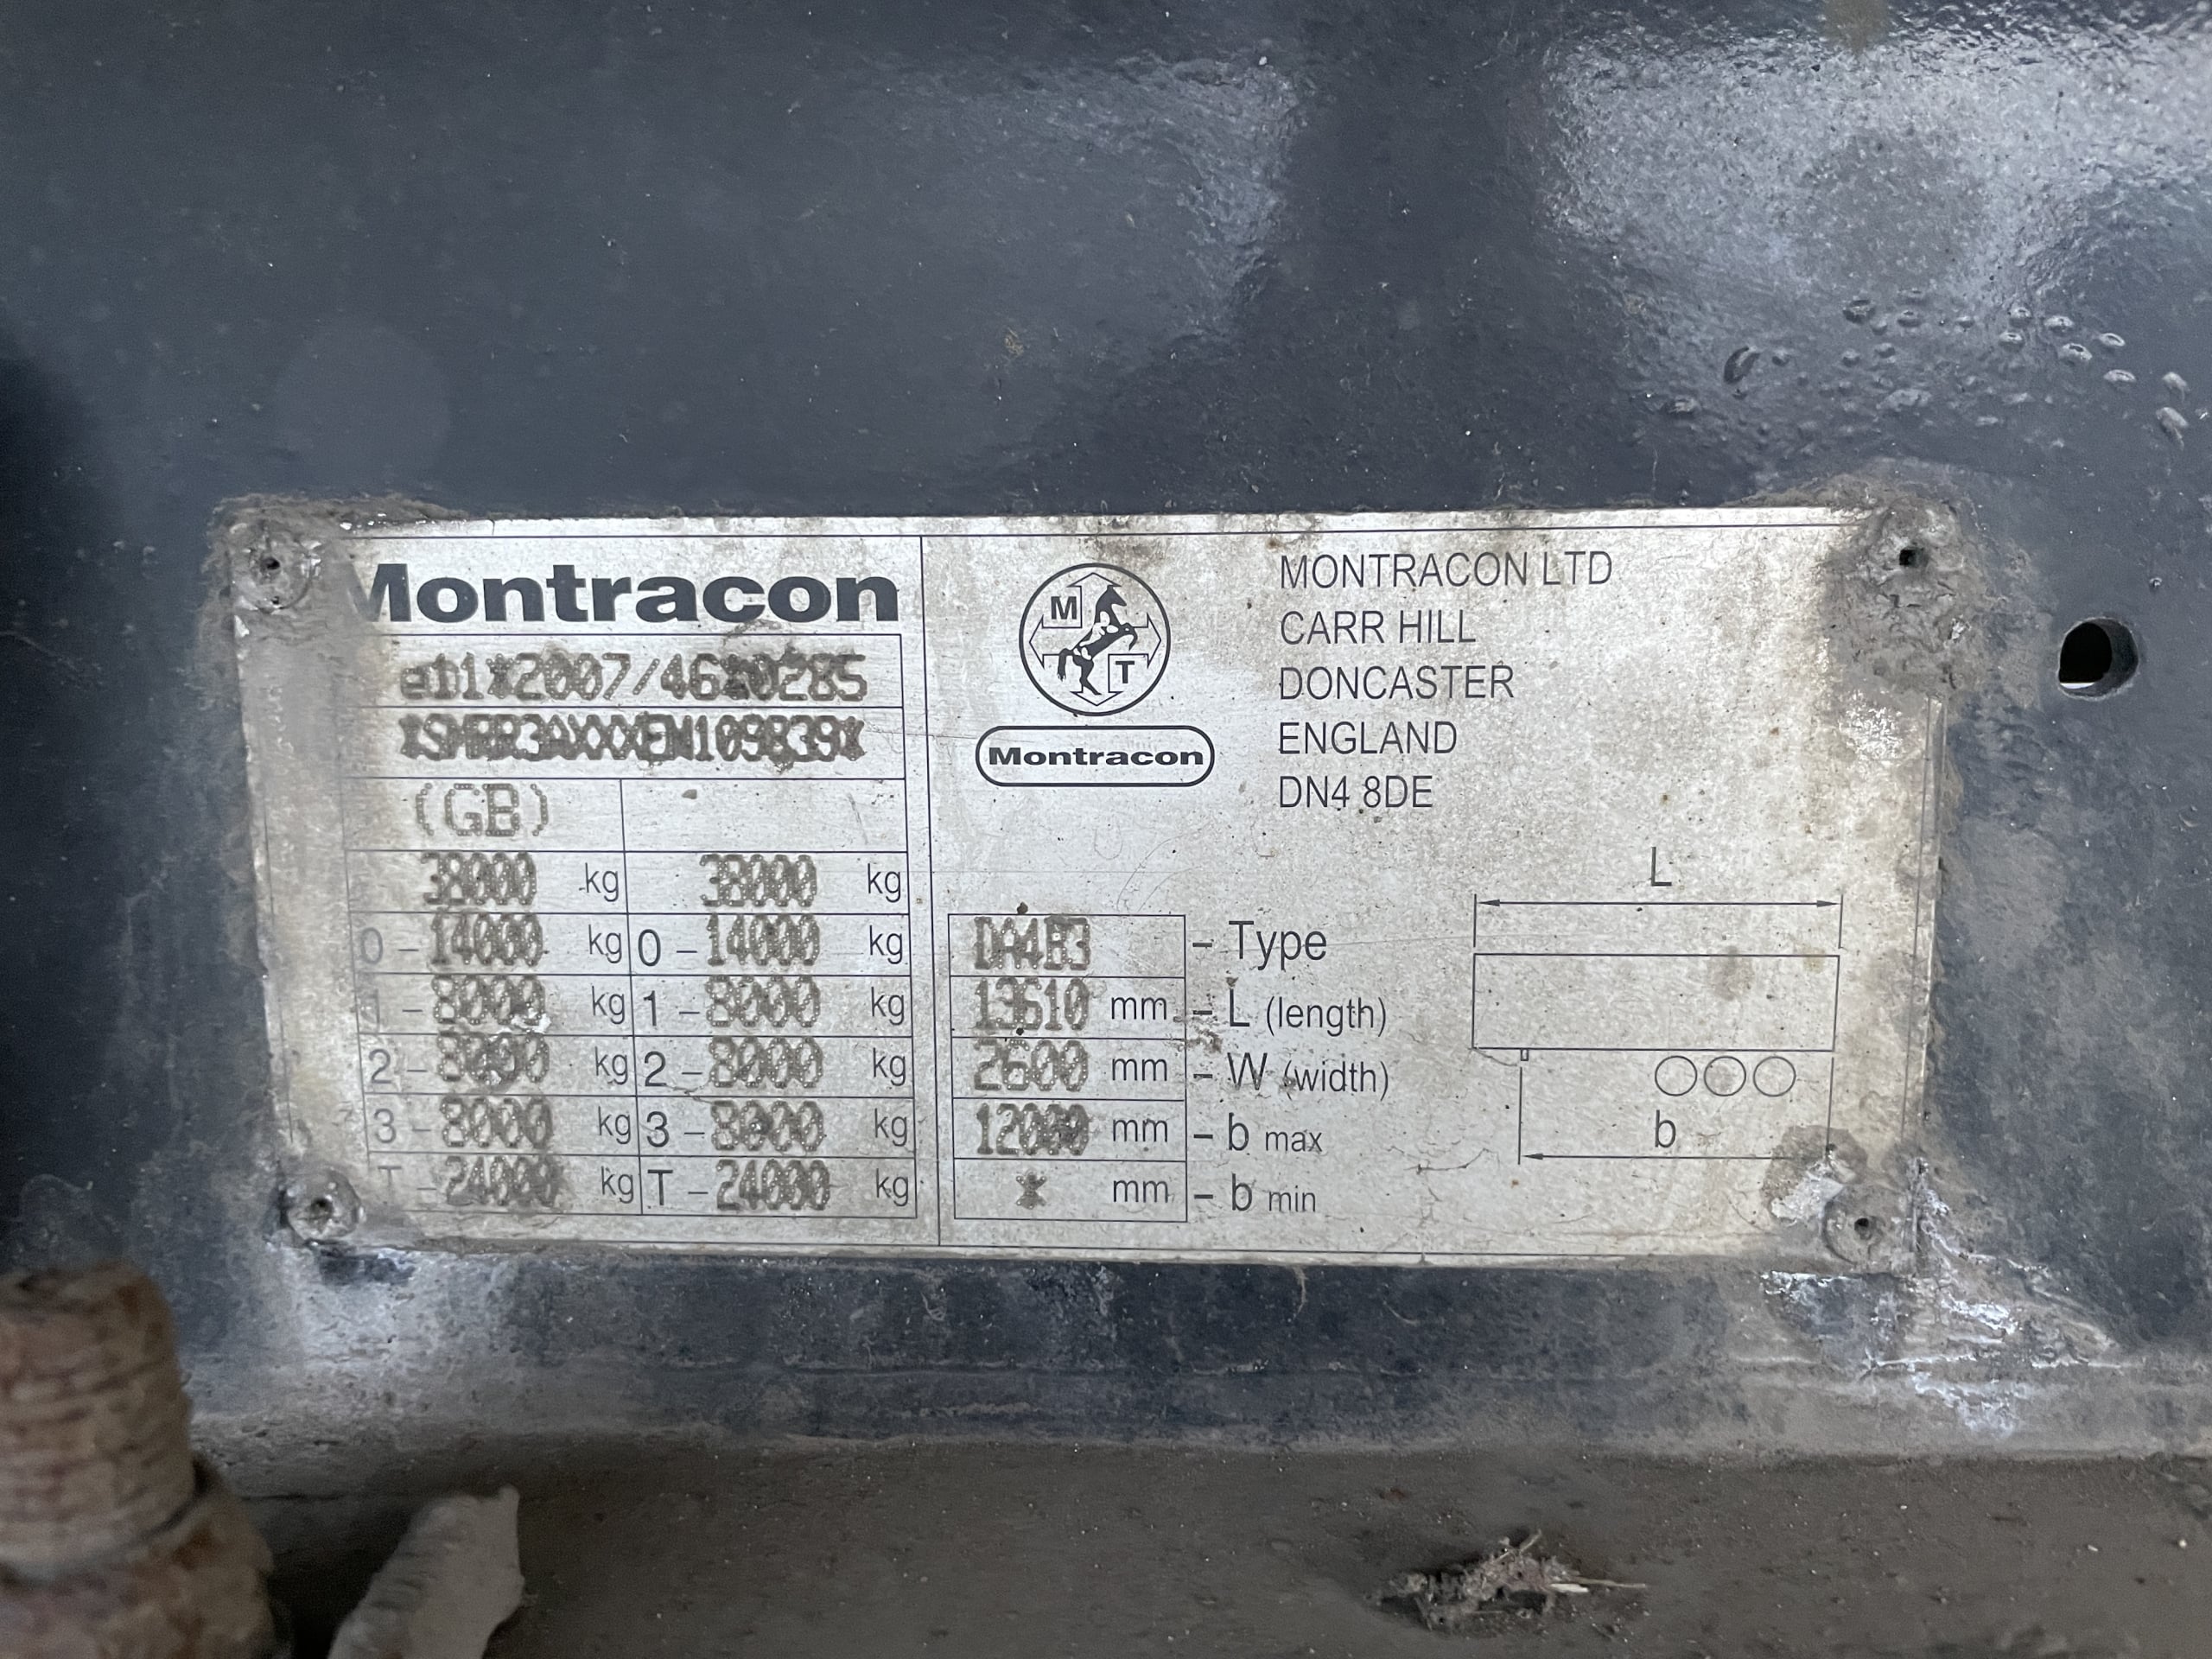 Montracon
e11*2007/46*0285
*SMRR3AXXXEN109839*
(GB)
38000 kg 38000 kg
0 - 14000 kg 0 - 14000 kg
1 - 8000 kg 1 - 8000 kg
2 - 8000 kg 2 - 8000 kg
3 - 8000 kg 3 - 8000 kg
T - 24000 kg T - 24000 kg
M
T
Montracon
MONTRACON LTD
CARR HILL
DONCASTER
ENGLAND
DN4 8DE
DA4B3 - Type
13610 mm - L (length)
2600 mm - W (width)
12000 mm - b max
* mm - b min
L
b